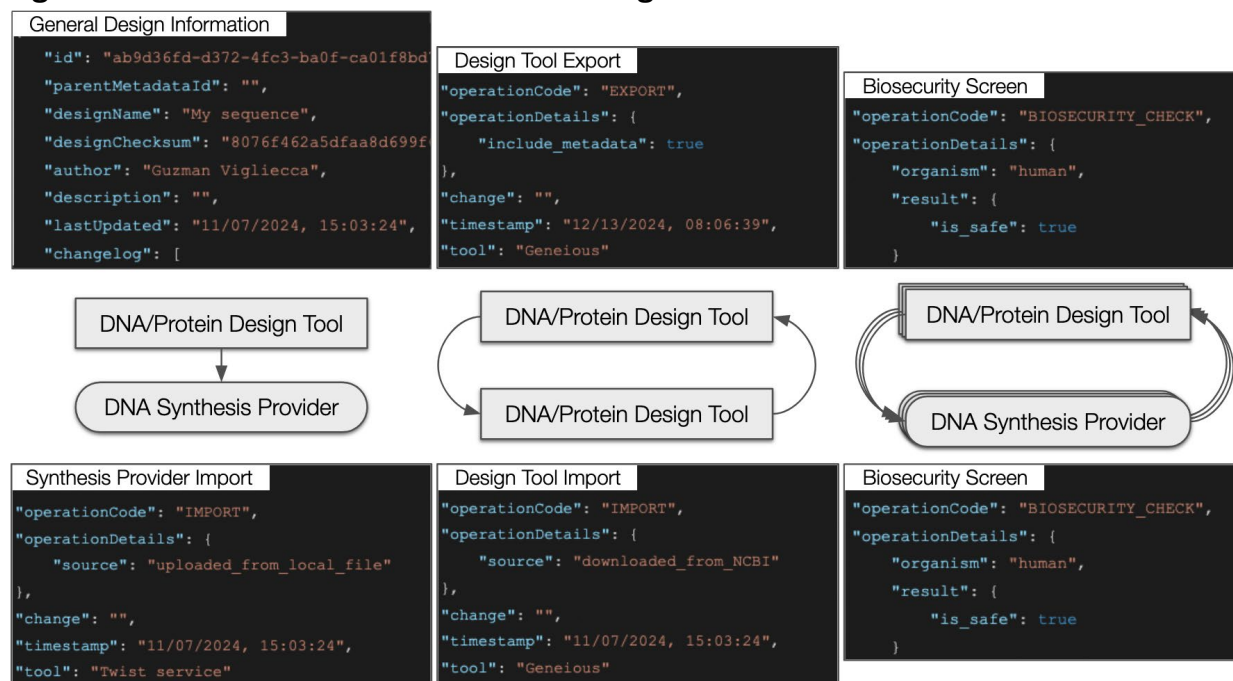 General Design Information
"id": "ab9d36fd-d372-4fc3-ba0f-ca01f8bd
"parentMetadataId": "",
"designName": "My sequence",
"designChecksum": "8076f462a5dfaa8d699f
"author": "Guzman Vigliecca",
"description": "",
"lastUpdated": "11/07/2024, 15:03:24",
"changelog": [
Design Tool Export
"operationCode": "EXPORT",
"operationDetails": {
"include_metadata": true
},
"change": "",
"timestamp": "12/13/2024, 08:06:39",
"tool": "Geneious"
Biosecurity Screen
"operationCode": "BIOSECURITY_CHECK",
"operationDetails": {
"organism": "human",
"result": {
"is_safe": true
}
DNA/Protein Design Tool
DNA Synthesis Provider
DNA/Protein Design Tool
DNA/Protein Design Tool
DNA/Protein Design Tool
DNA Synthesis Provider
Synthesis Provider Import
"operationCode": "IMPORT",
"operationDetails": {
"source": "uploaded_from_local_file"
},
"change": "",
"timestamp": "11/07/2024, 15:03:24",
"tool": "Twist service"
Design Tool Import
"operationCode": "IMPORT",
"operationDetails": {
"source": "downloaded_from_NCBI"
},
"change": "",
"timestamp": "11/07/2024, 15:03:24",
"tool": "Geneious"
Biosecurity Screen
"operationCode": "BIOSECURITY_CHECK",
"operationDetails": {
"organism": "human",
"result": {
"is_safe": true
}